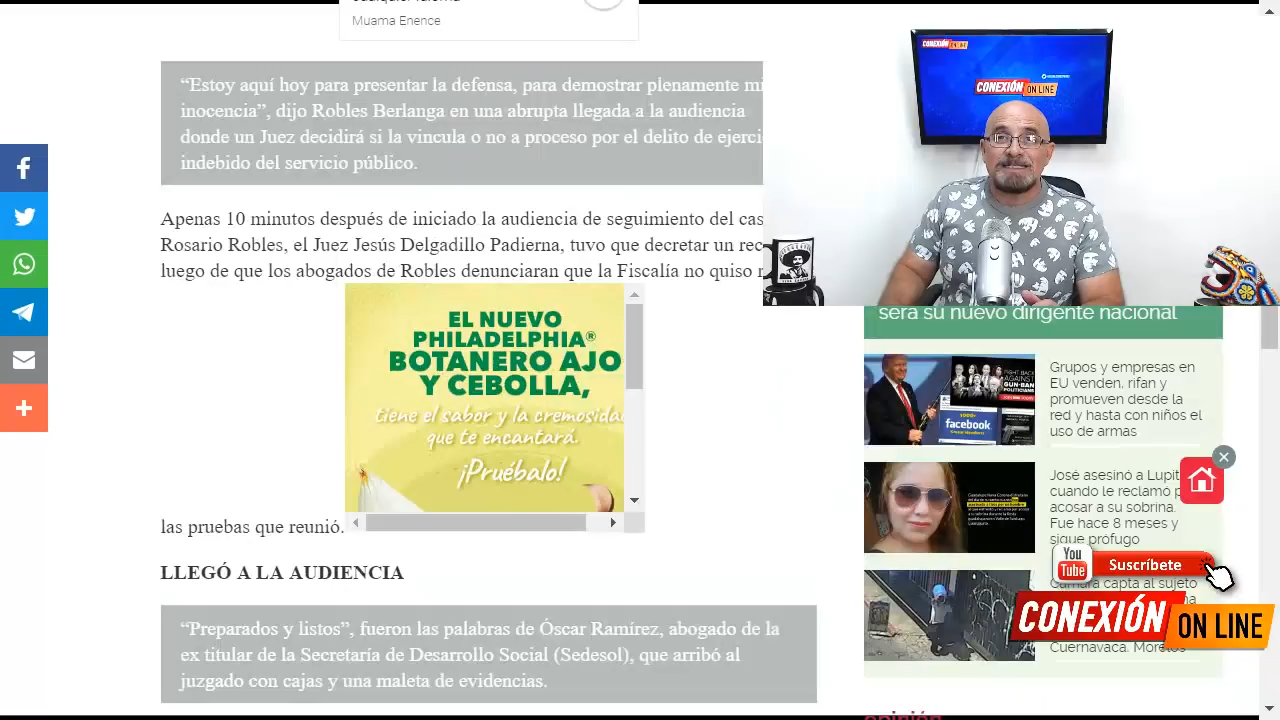 Muama Enence
“Estoy aquí hoy para presentar la defensa, para demostrar plenamente mi
inocencia”, dijo Robles Berlanga en una abrupta llegada a la audiencia
donde un Juez decidirá si la vincula o no a proceso por el delito de
indebido del servicio público.
Apenas 10 minutos después de iniciado la audiencia de seguimiento del
Rosario Robles, el Juez Jesús Delgadillo Padierna, tuvo que decretar un
luego de que los abogados de Robles denunciaran que la Fiscalía no quiso
EL NUEVO
PHILADELPHIA®
BOTANERO AJO
Y CEBOLLA,
tiene el sabor y la cremosidad
que te encantará.
¡Pruébalo!
las pruebas que reunió.
LLEGÓ A LA AUDIENCIA
“Preparados y listos”, fueron las palabras de Óscar Ramírez, abogado de la
ex titular de la Secretaría de Desarrollo Social (Sedesol), que arribó al
juzgado con cajas y una maleta de evidencias.
CONEXIÓN
CONEXIÓN
ON LINE
será su nuevo dirigente nacional
FIGHT BACK
AGAINST
GUN-BAN
POLITICIANS
facebook
Grupos y empresas en
EU venden, rifan y
promueven desde la
red y hasta con niños el
uso de armas
José asesinó a Lupita
cuando le reclamó
acosar a su sobrina.
Fue hace 8 meses y
sigue prófugo
You
Tube
Suscríbete
Cámara capta al sujeto
CONEXIÓN
ON LINE
Cuernavaca, Morelos
opinión